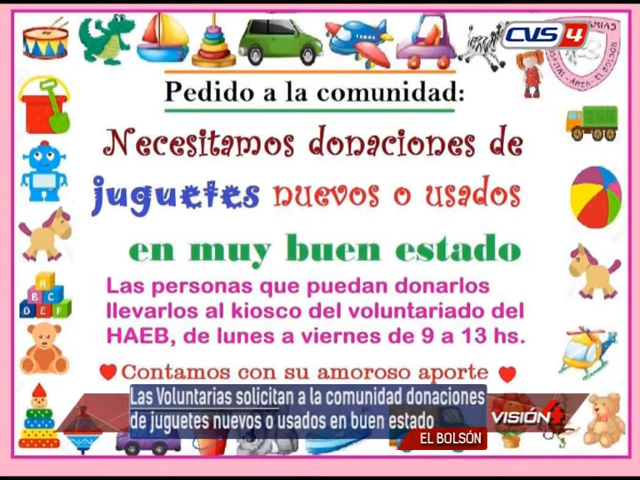 CVS 4
Pedido a la comunidad:
Necesitamos donaciones de
juguetes nuevos o usados
en muy buen estado
Las personas que puedan donarlos
llevarlos al kiosco del voluntariado del
HAEB, de lunes a viernes de 9 a 13 hs.
Contamos con su amoroso aporte
Las Voluntarias solicitan a la comunidad donaciones
de juguetes nuevos o usados en buen estado
VISIÓN 4
EL BOLSÓN
A
B C
D E F